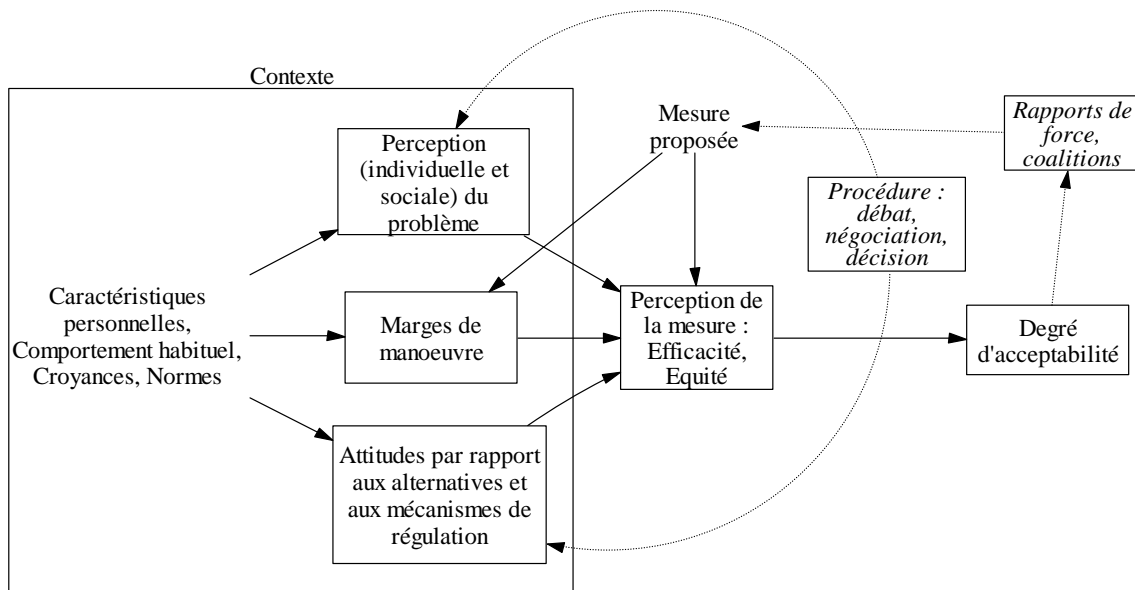 Contexte
Perception
(individuelle et
sociale) du
problème
Caractéristiques
personnelles,
Comportement habituel,
Croyances, Normes
Marges de
manoeuvre
Attitudes par rapport
aux alternatives et
aux mécanismes de
régulation
Mesure
proposée
Perception de
la mesure :
Efficacité,
Equité
Procédure :
débat,
négociation,
décision
Rapports de
force,
coalitions
Degré
d'acceptabilité